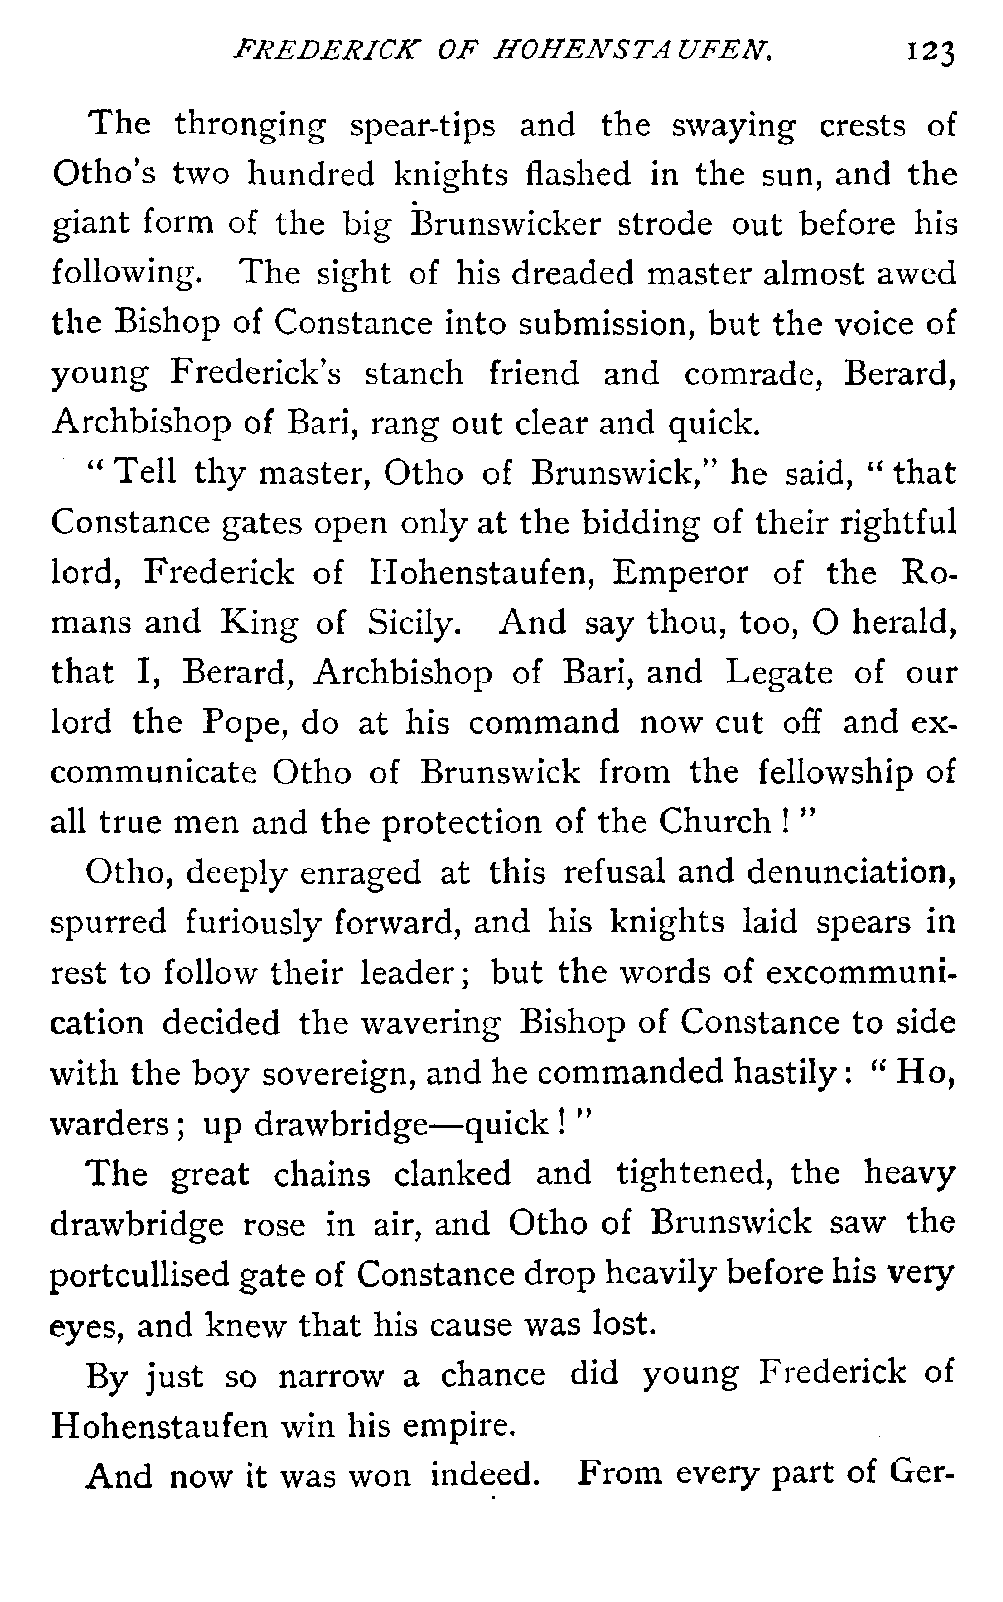 FREDERICK OF HOHENSTAUFEN. 123
The thronging spear-tips and the swaying crests of
Otho's two hundred knights flashed in the sun, and the
giant form of the big Brunswicker strode out before his
following. The sight of his dreaded master almost awed
the Bishop of Constance into submission, but the voice of
young Frederick's stanch friend and comrade, Berard,
Archbishop of Bari, rang out clear and quick.
"Tell thy master, Otho of Brunswick," he said, "that
Constance gates open only at the bidding of their rightful
lord, Frederick of Hohenstaufen, Emperor of the Ro-
mans and King of Sicily. And say thou, too, O herald,
that I, Berard, Archbishop of Bari, and Legate of our
lord the Pope, do at his command now cut off and ex-
communicate Otho of Brunswick from the fellowship of
all true men and the protection of the Church!"
Otho, deeply enraged at this refusal and denunciation,
spurred furiously forward, and his knights laid spears in
rest to follow their leader; but the words of excommuni-
cation decided the wavering Bishop of Constance to side
with the boy sovereign, and he commanded hastily: "Ho,
warders; up drawbridge—quick!"
The great chains clanked and tightened, the heavy
drawbridge rose in air, and Otho of Brunswick saw the
portcullised gate of Constance drop heavily before his very
eyes, and knew that his cause was lost.
By just so narrow a chance did young Frederick of
Hohenstaufen win his empire.
And now it was won indeed. From every part of Ger-